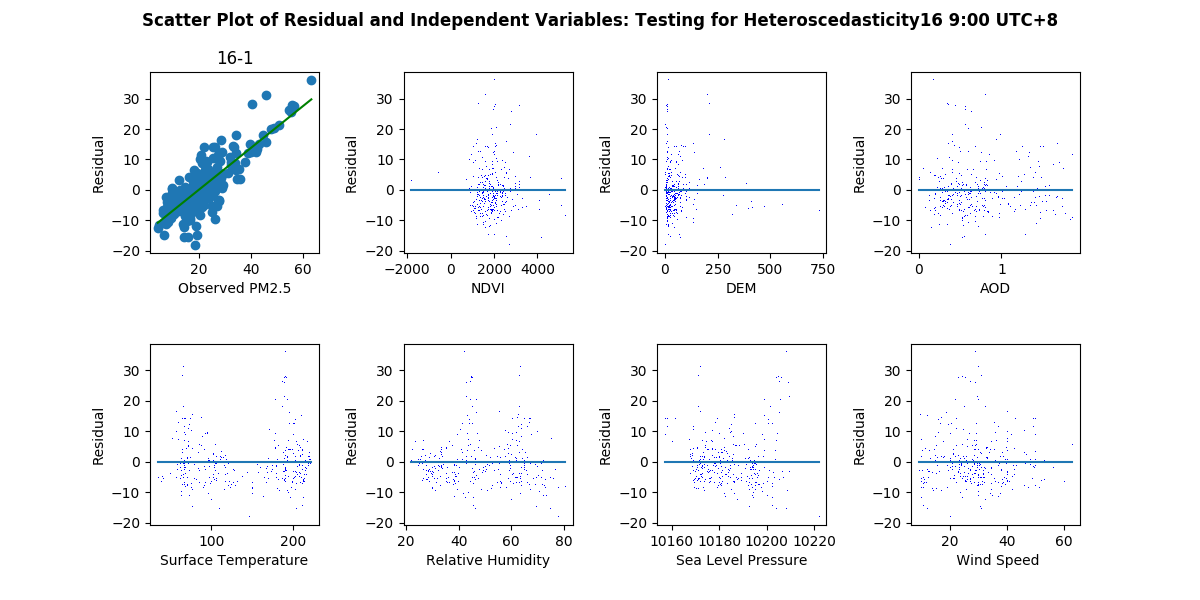 Scatter Plot of Residual and Independent Variables: Testing for Heteroscedasticity16 9:00 UTC+8
16-1
Residual
30
20
10
0
−10
−20
20 40 60
Observed PM2.5
Residual
30
20
10
0
−10
−20
−2000 0 2000 4000
NDVI
Residual
30
20
10
0
−10
−20
0 250 500 750
DEM
Residual
30
20
10
0
−10
−20
0 1
AOD
Residual
30
20
10
0
−10
−20
100 200
Surface Temperature
Residual
30
20
10
0
−10
−20
20 40 60 80
Relative Humidity
Residual
30
20
10
0
−10
−20
10160 10180 10200 10220
Sea Level Pressure
Residual
30
20
10
0
−10
−20
20 40 60
Wind Speed